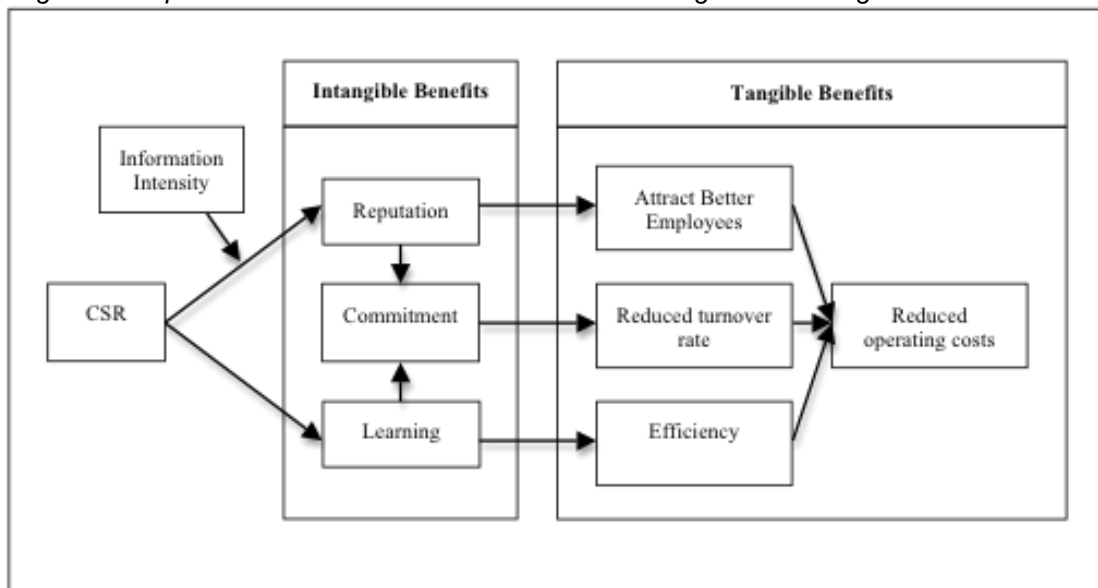 Intangible Benefits
Tangible Benefits
Information
Intensity
Reputation
Attract Better
Employees
CSR
Commitment
Reduced turnover
rate
Reduced
operating costs
Learning
Efficiency